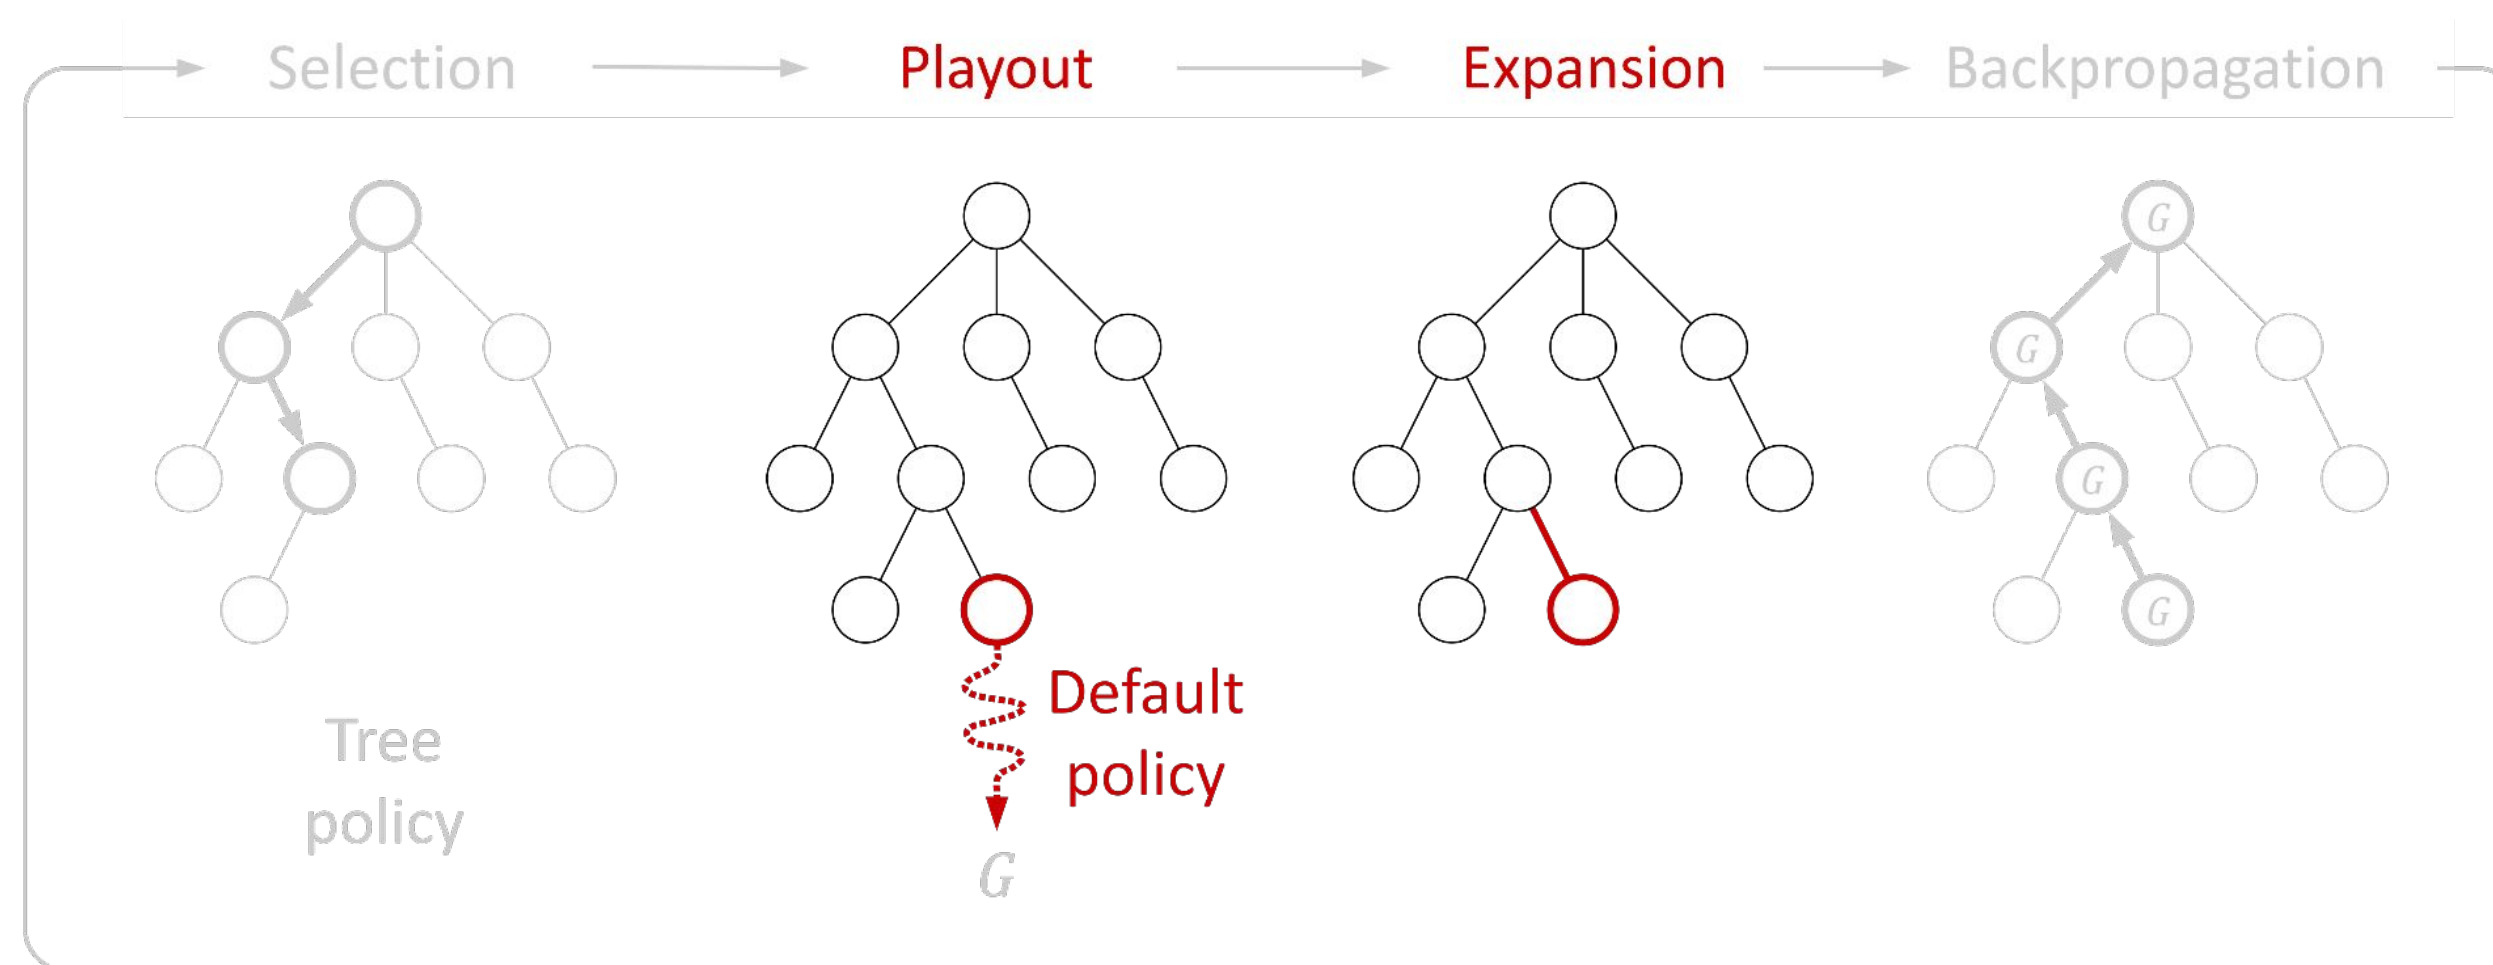 Selection
Playout
Expansion
Backpropagation
G
G
G
G
Default
policy
Tree
policy
G